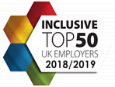 INCLUSIVE
TOP50
UK EMPLOYERS
2018/2019